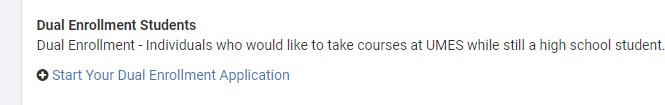 Dual Enrollment Students
Dual Enrollment - Individuals who would like to take courses at UMES while still a high school student.
Start Your Dual Enrollment Application